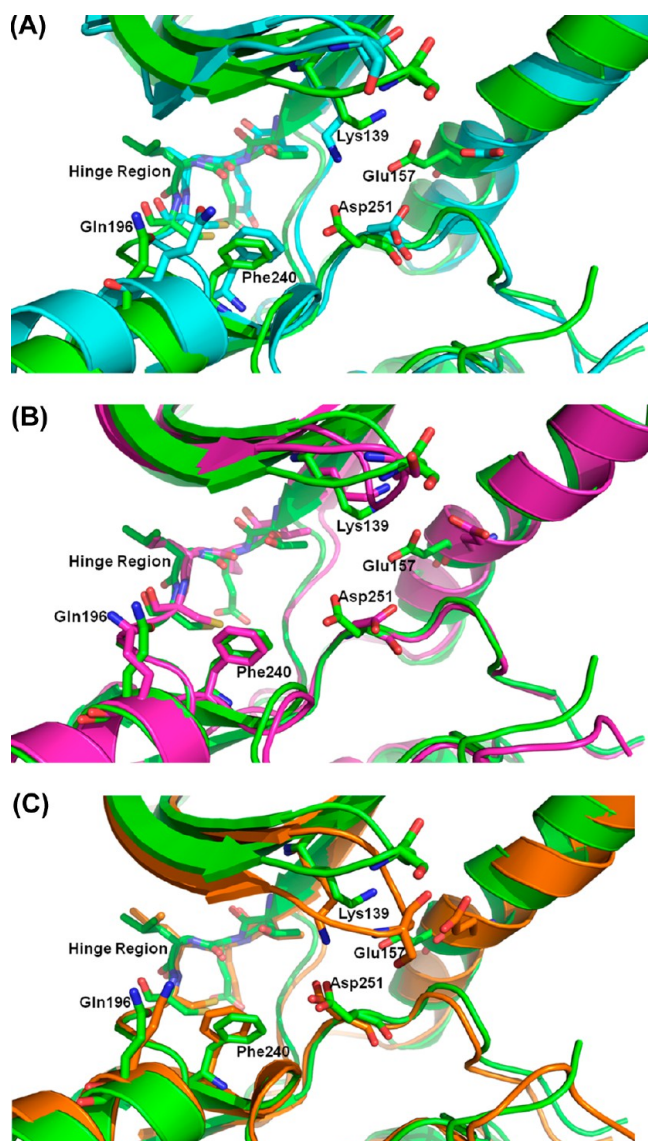 (A)
Lys139
Hinge Region
Glu157
Gln196
Asp251
Phe240
(B)
Lys139
Hinge Region
Glu157
Asp251
Gln196
Phe240
(C)
Lys139
Hinge Region
Glu157
Asp251
Gln196
Phe240